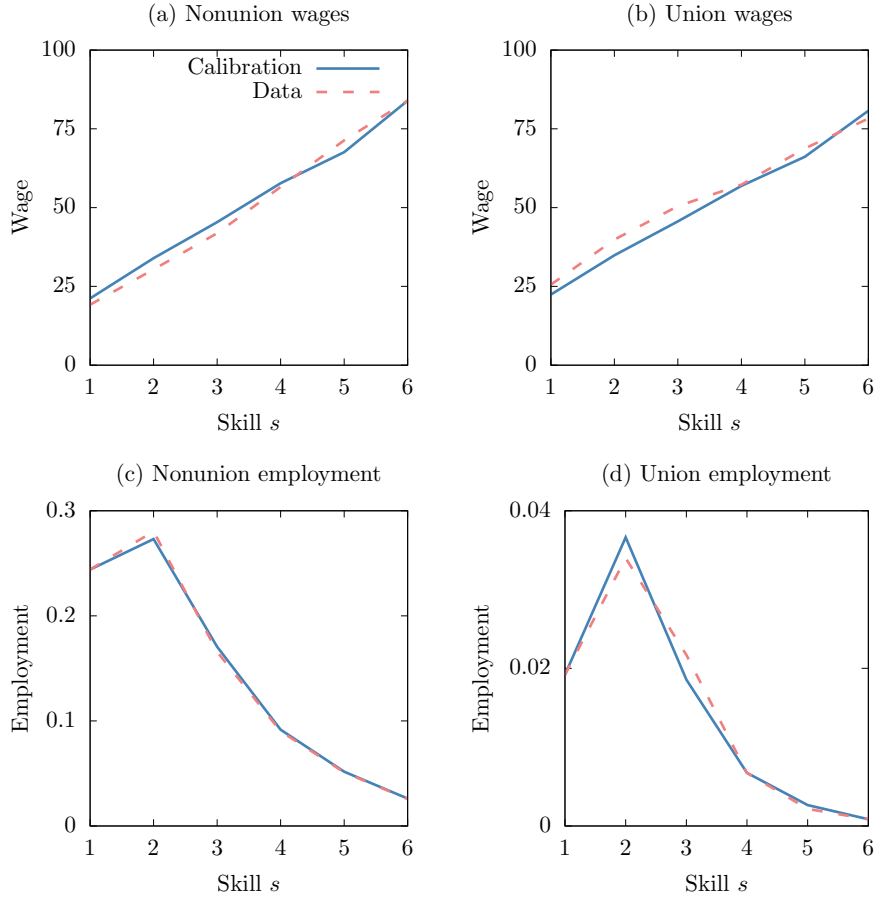 (a) Nonunion wages
100
75
50
25
0
Wage
Calibration
Data
1 2 3 4 5 6
Skill s
(b) Union wages
100
75
50
25
0
Wage
1 2 3 4 5 6
Skill s
(c) Nonunion employment
0.3
0.2
0.1
0
Employment
1 2 3 4 5 6
Skill s
(d) Union employment
0.04
0.02
0
Employment
1 2 3 4 5 6
Skill s